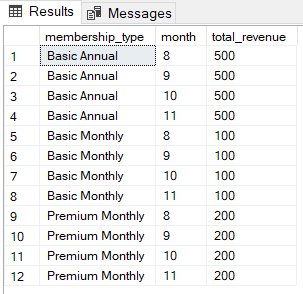 Results Messages
membership_type month total_revenue
1 Basic Annual 8 500
2 Basic Annual 9 500
3 Basic Annual 10 500
4 Basic Annual 11 500
5 Basic Monthly 8 100
6 Basic Monthly 9 100
7 Basic Monthly 10 100
8 Basic Monthly 11 100
9 Premium Monthly 8 200
10 Premium Monthly 9 200
11 Premium Monthly 10 200
12 Premium Monthly 11 200